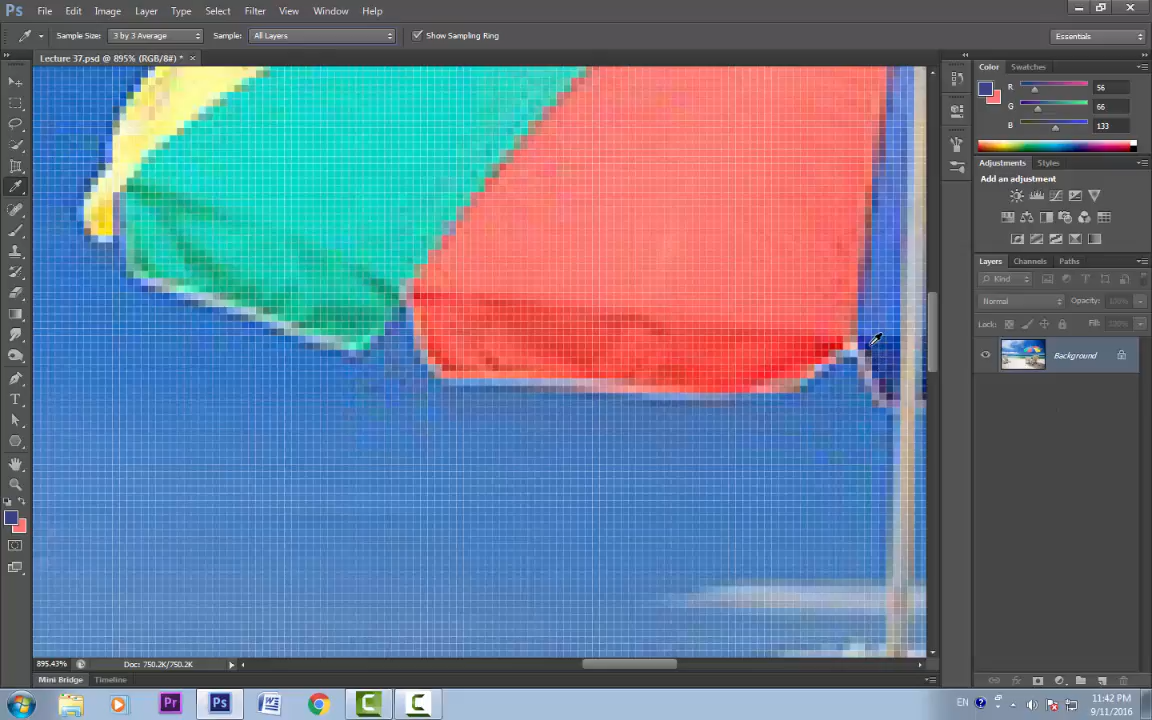 Ps File Edit Image Layer Type Select Filter View Window Help
Sample Size: 3 by 3 Average Sample: All Layers Show Sampling Ring Essentials
Lecture 37.psd @ 895% (RGB/8#) * ×
Color Swatches
R 56
G 66
B 133
Adjustments Styles
Add an adjustment
Layers Channels Paths
Kind
Normal Opacity: 100%
Lock: Fill: 100%
Background
895.43% Doc: 750.2K/750.2K
Mini Bridge Timeline
Pr Ps W C C EN ? 11:42 PM
9/11/2016